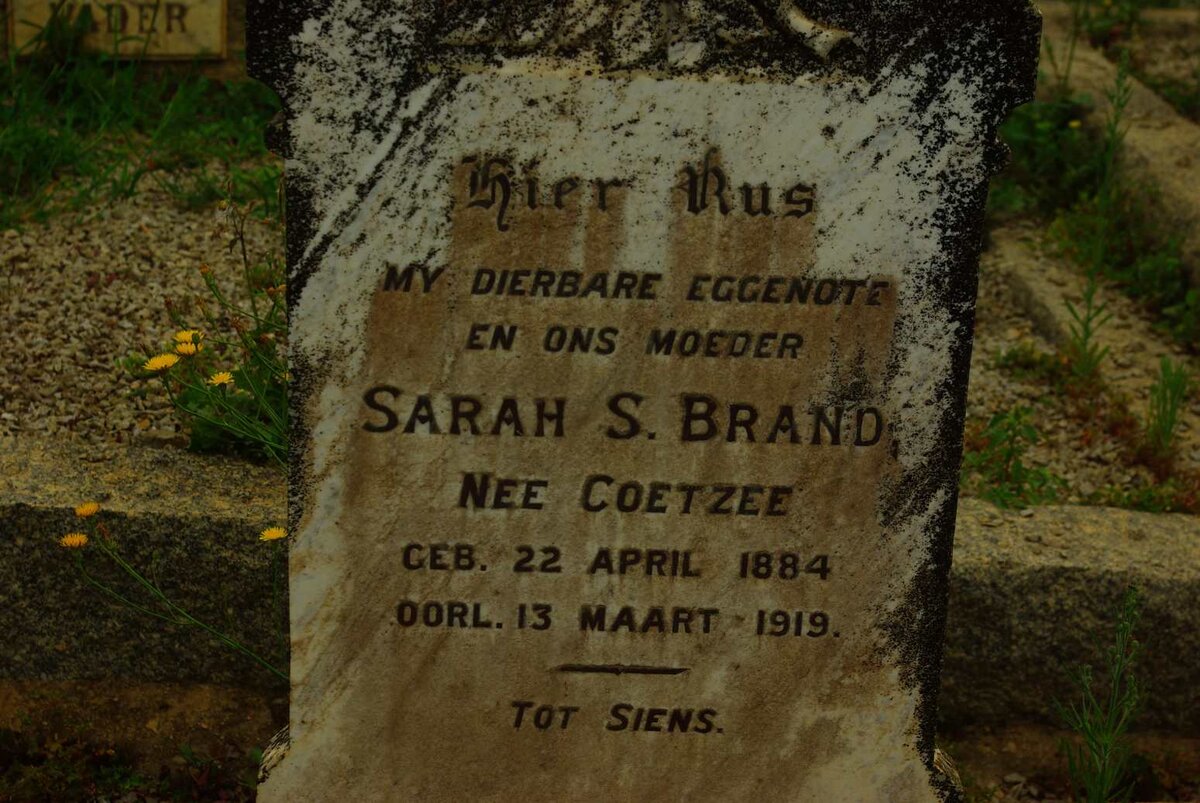 VADER
Hier Rus
MY DIERBARE EGGENOTE
EN ONS MOEDER
SARAH S. BRAND,
NEE COETZEE
GEB. 22 APRIL 1884
OORL. 13 MAART 1919.
TOT SIENS.